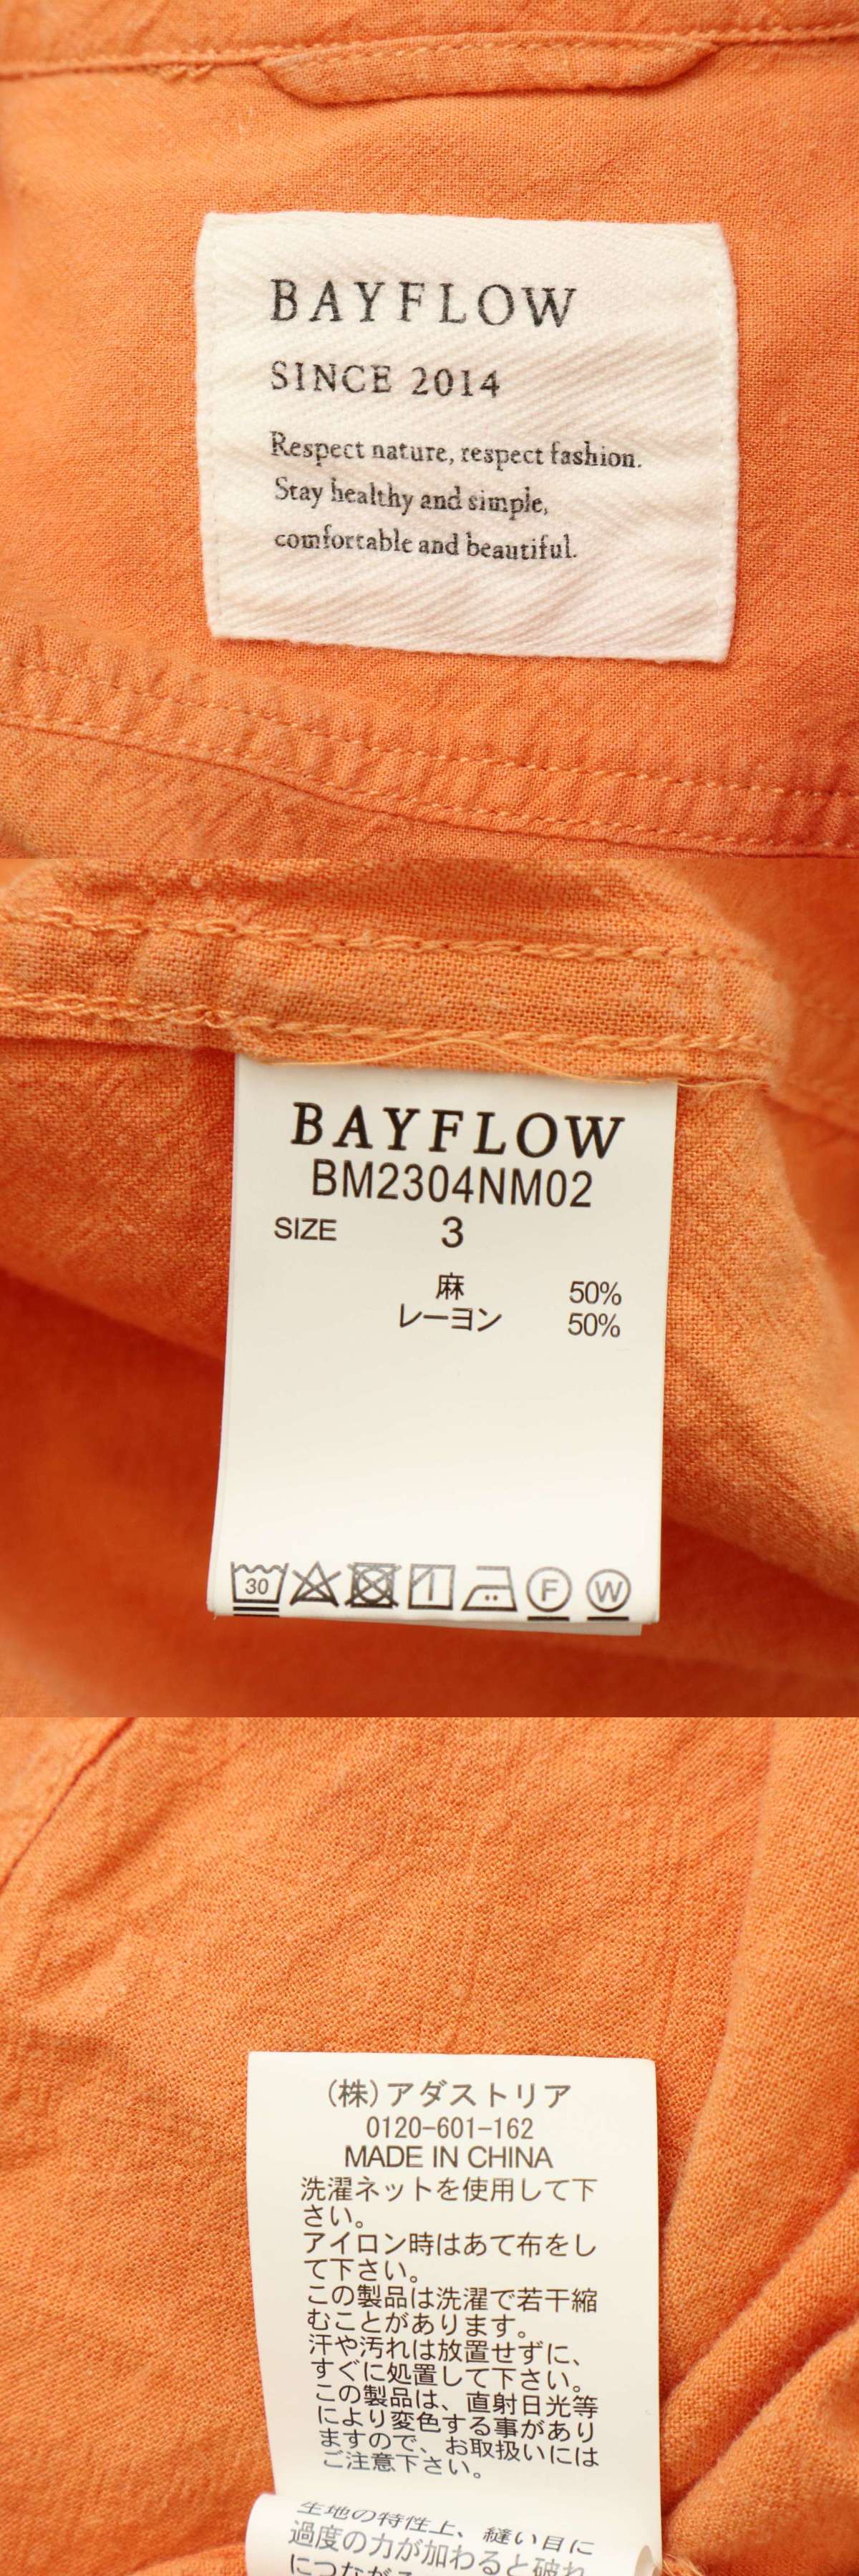 BAYFLOW
SINCE 2014
Respect nature, respect fashion.
Stay healthy and simple,
comfortable and beautiful.
BAYFLOW
BM2304NM02
SIZE 3
麻 50%
レーヨン 50%
30 F W
(株)アダストリア
0120-601-162
MADE IN CHINA
洗濯ネットを使用して下
さい。
アイロン時はあて布をし
て下さい。
この製品は洗濯で若干縮
むことがあります。
汗や汚れは放置せずに、
すぐに処置して下さい。
この製品は、直射日光等
により変色する事があり
ますので、お取扱いには
ご注意下さい。
生地の特性上、縫い目に
過度の力が加わると破れ
につなが